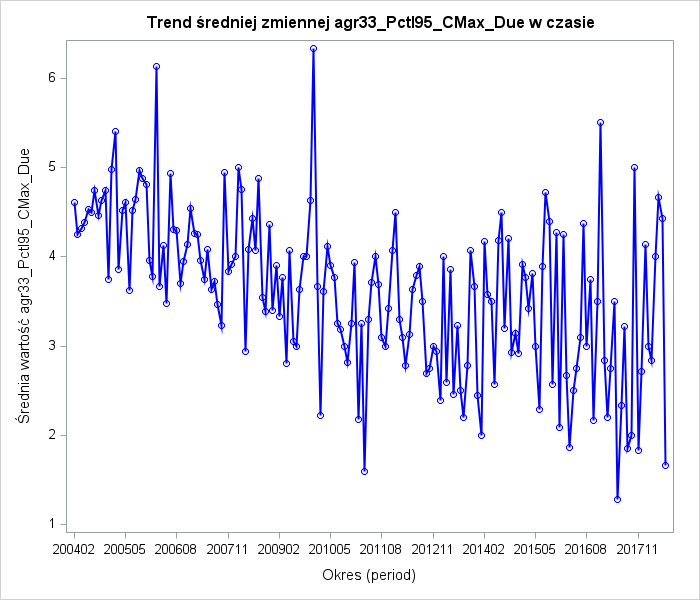 Trend średniej zmiennej agr33_Pctl95_CMax_Due w czasie
Średnia wartość agr33_Pctl95_CMax_Due
6
5
4
3
2
1
200402 200505 200608 200711 200902 201005 201108 201211 201402 201505 201608 201711
Okres (period)